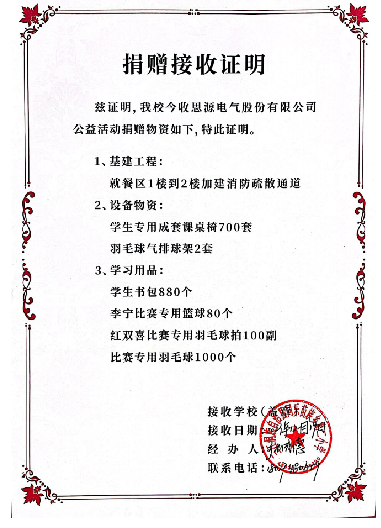 捐赠接收证明
兹证明，我校今收思源电气股份有限公司
公益活动捐赠物资如下，特此证明。
1、基建工程：
就餐区1楼到2楼加建消防疏散通道
2、设备物资：
学生专用成套课桌椅700套
羽毛球气排球架2套
3、学习用品：
学生书包880个
李宁比赛专用篮球80个
红双喜比赛专用羽毛球拍100副
比赛专用羽毛球1000个
接收学校（盖
接收日期：
经 办 人：
联系电话：